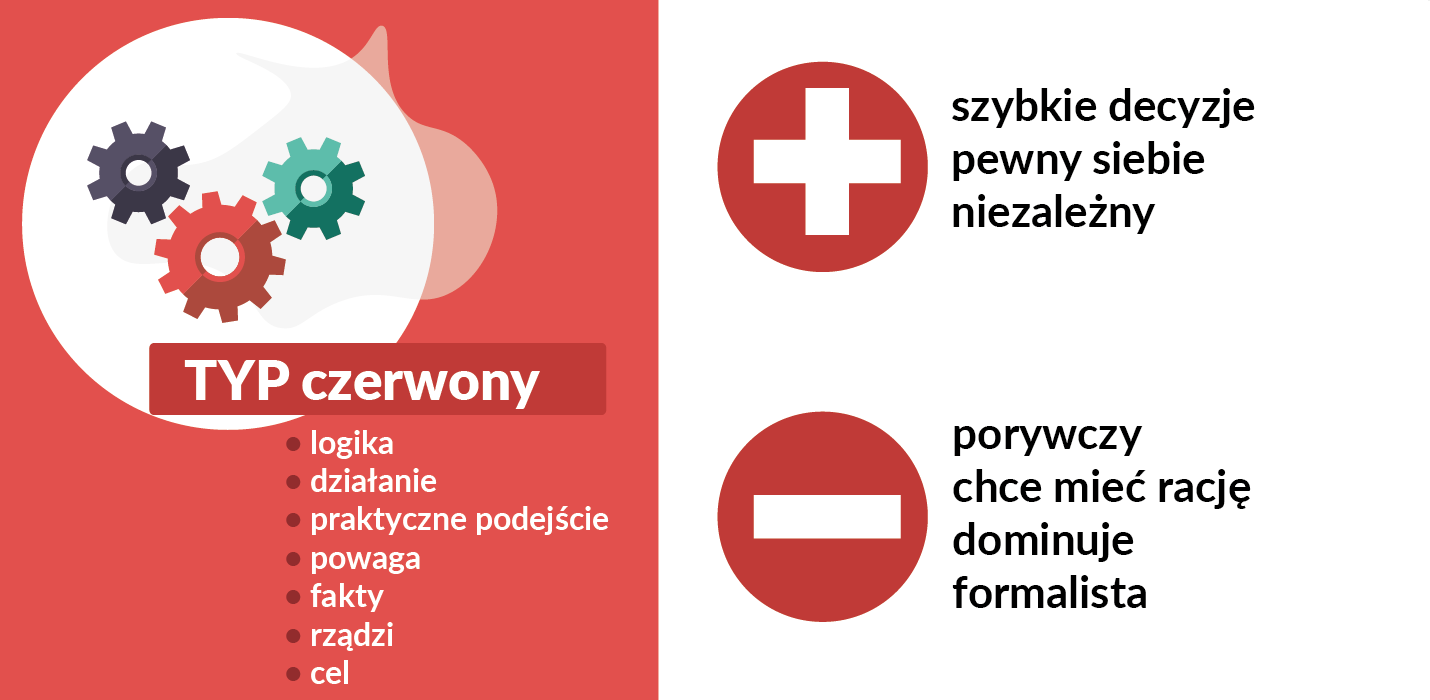 TYP czerwony
logika
działanie
praktyczne podejście
powaga
fakty
rządzi
cel
szybkie decyzje
pewny siebie
niezależny
porywczy
chce mieć rację
dominuje
formalista